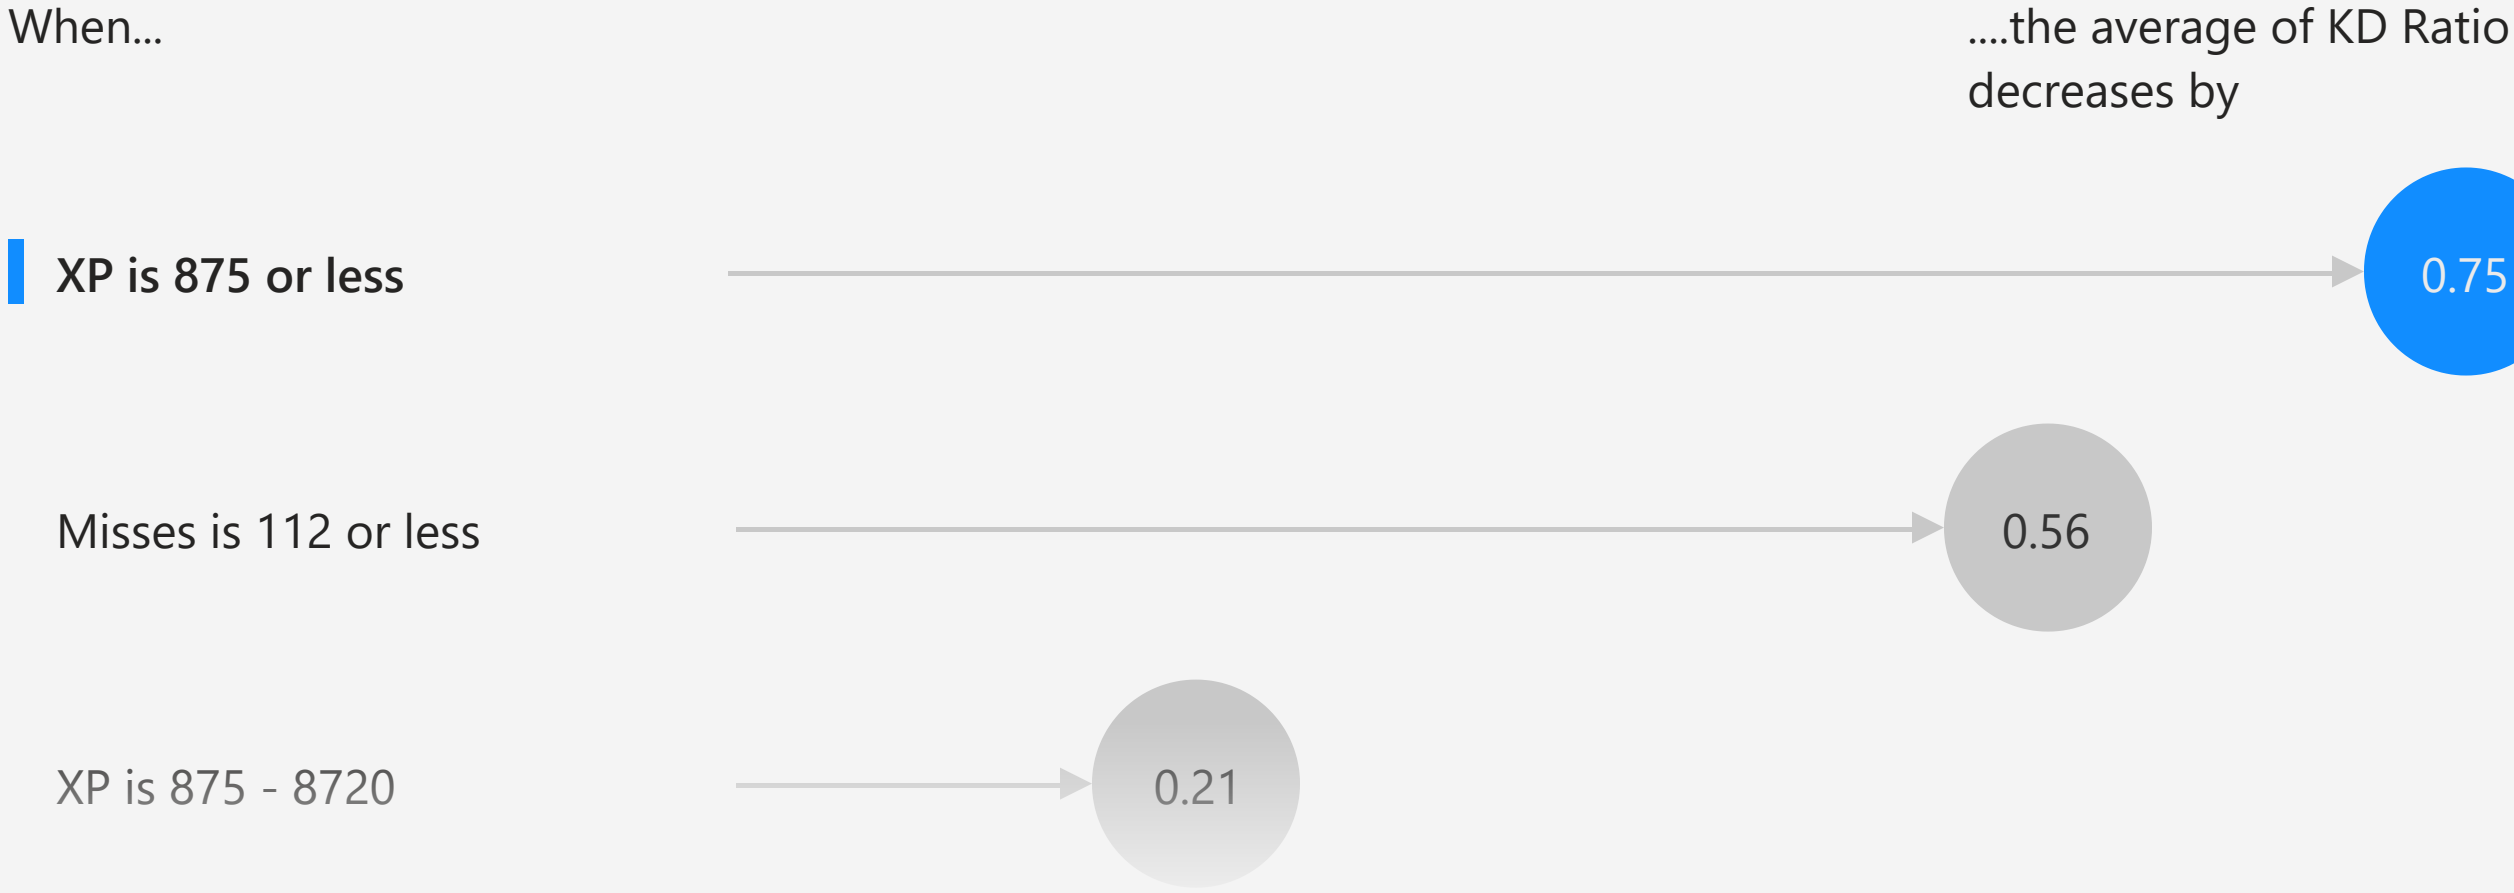 When...
....the average of KD Ratio
decreases by
XP is 875 or less
0.75
Misses is 112 or less
0.56
XP is 875 - 8720
0.21